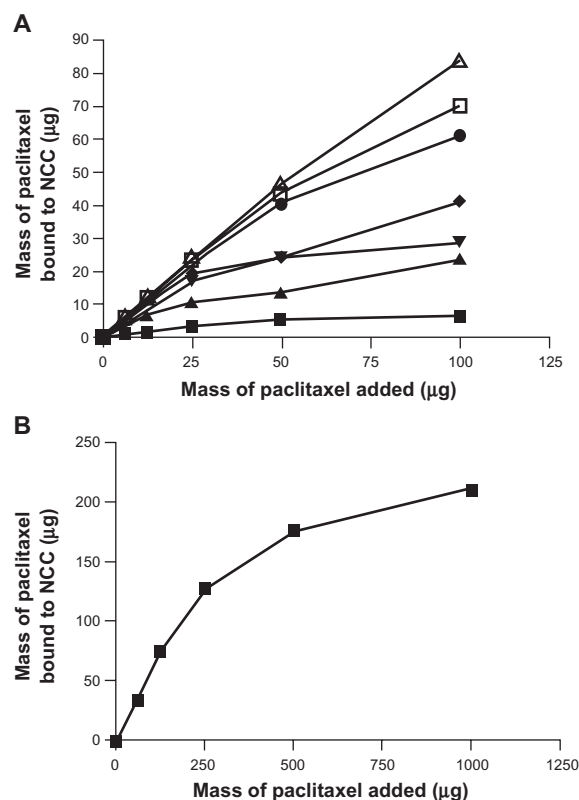 A
90
80
70
60
50
40
30
20
10
0
Mass of paclitaxel
bound to NCC (µg)
0 25 50 75 100 125
Mass of paclitaxel added (µg)
B
250
200
150
100
50
0
Mass of paclitaxel
bound to NCC (µg)
0 250 500 750 1000 1250
Mass of paclitaxel added (µg)